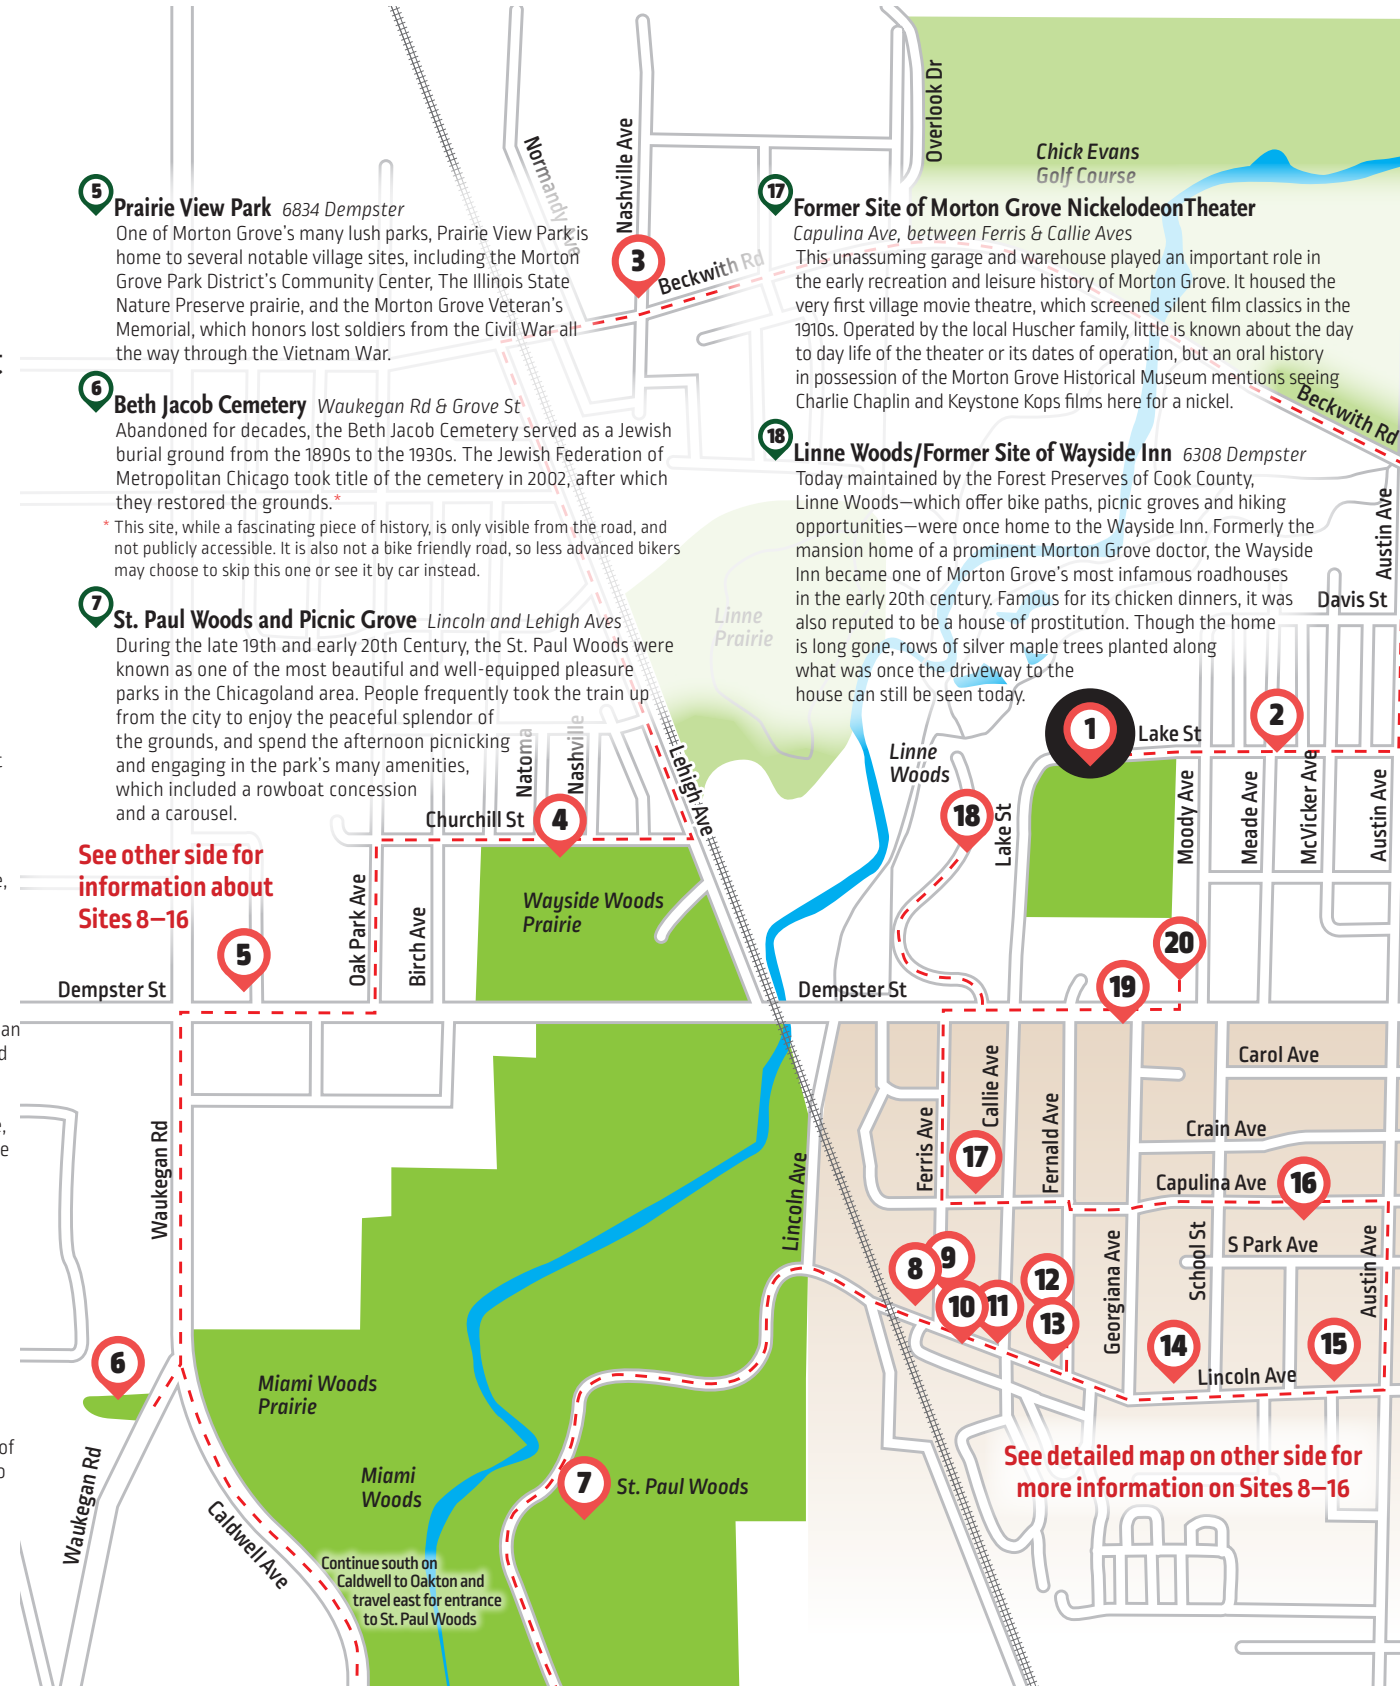 5
Prairie View Park 6834 Dempster
One of Morton Grove's many lush parks, Prairie View Park is
home to several notable village sites, including the Morton
Grove Park District's Community Center, The Illinois State
Nature Preserve prairie, and the Morton Grove Veteran's
Memorial, which honors lost soldiers from the Civil War all
the way through the Vietnam War.
6
Beth Jacob Cemetery Waukegan Rd & Grove St
Abandoned for decades, the Beth Jacob Cemetery served as a Jewish
burial ground from the 1890s to the 1930s. The Jewish Federation of
Metropolitan Chicago took title of the cemetery in 2002, after which
they restored the grounds.*
* This site, while a fascinating piece of history, is only visible from the road, and
not publicly accessible. It is also not a bike friendly road, so less advanced bikers
may choose to skip this one or see it by car instead.
7
St. Paul Woods and Picnic Grove Lincoln and Lehigh Aves
During the late 19th and early 20th Century, the St. Paul Woods were
known as one of the most beautiful and well-equipped pleasure
parks in the Chicagoland area. People frequently took the train up
from the city to enjoy the peaceful splendor of
the grounds, and spend the afternoon picnicking
and engaging in the park's many amenities,
which included a rowboat concession
and a carousel.
See other side for
information about
Sites 8–16
17
Former Site of Morton Grove NickelodeonTheater
Capulina Ave, between Ferris & Callie Aves
This unassuming garage and warehouse played an important role in
the early recreation and leisure history of Morton Grove. It housed the
very first village movie theatre, which screened silent film classics in the
1910s. Operated by the local Huscher family, little is known about the day
to day life of the theater or its dates of operation, but an oral history
in possession of the Morton Grove Historical Museum mentions seeing
Charlie Chaplin and Keystone Kops films here for a nickel.
18
Linne Woods/Former Site of Wayside Inn 6308 Dempster
Today maintained by the Forest Preserves of Cook County,
Linne Woods—which offer bike paths, picnic groves and hiking
opportunities—were once home to the Wayside Inn. Formerly the
mansion home of a prominent Morton Grove doctor, the Wayside
Inn became one of Morton Grove's most infamous roadhouses
in the early 20th century. Famous for its chicken dinners, it was
also reputed to be a house of prostitution. Though the home
is long gone, rows of silver maple trees planted along
what was once the driveway to the
house can still be seen today.
Normandy Ave
Nashville Ave
Overlook Dr
Chick Evans
Golf Course
3
Beckwith Rd
Beckwith Rd
Austin Ave
Davis St
Linne
Prairie
1
Lake St
2
Natoma
Nashville
Lehigh Ave
Linne
Woods
Churchill St
4
18
Lake St
Moody Ave
Meade Ave
McVicker Ave
Austin Ave
Wayside Woods
Prairie
Oak Park Ave
Birch Ave
5
20
19
Dempster St
Dempster St
Carol Ave
Callie Ave
Ferris Ave
Fernald Ave
Crain Ave
17
Capulina Ave
16
Waukegan Rd
Lincoln Ave
S Park Ave
Georgiana Ave
School St
Austin Ave
8
9
10
11
12
13
14
15
Lincoln Ave
6
Miami Woods
Prairie
Miami
Woods
7
St. Paul Woods
See detailed map on other side for
more information on Sites 8–16
Waukegan Rd
Caldwell Ave
Continue south on
Caldwell to Oakton and
travel east for entrance
to St. Paul Woods
an
of